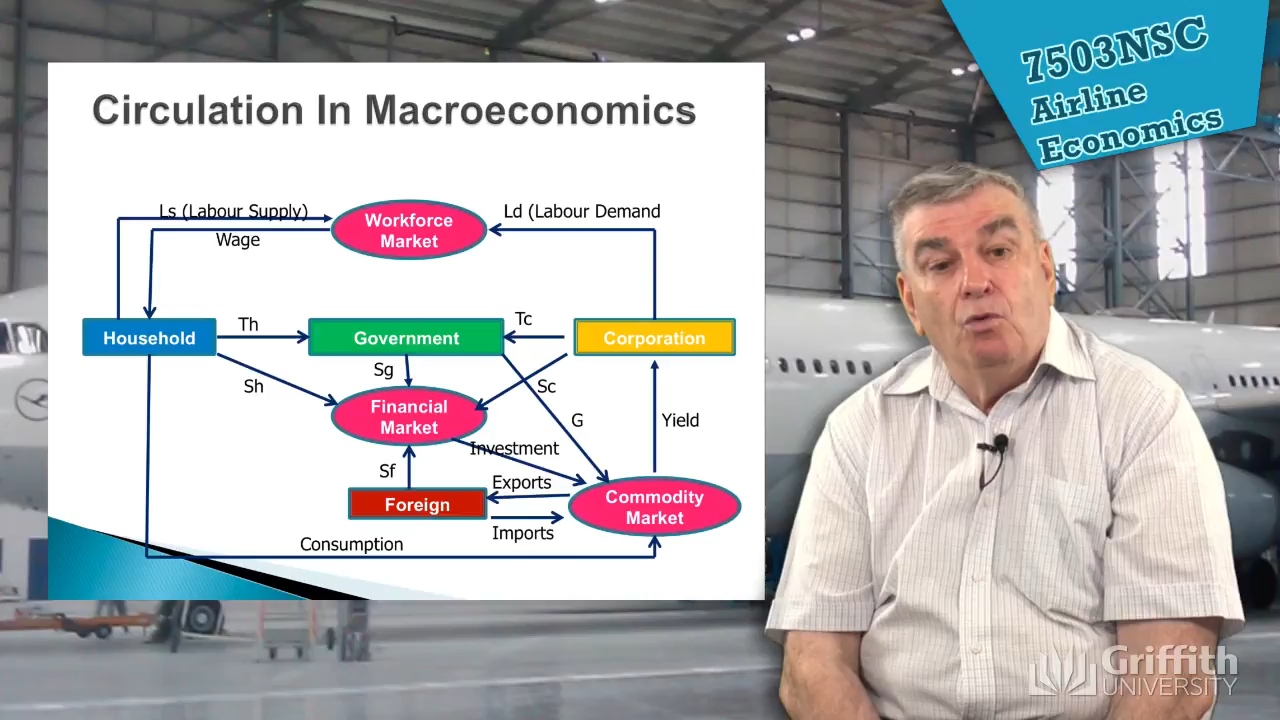 7503NSC
Airline
Economics
Circulation In Macroeconomics
Ls (Labour Supply)
Wage
Workforce
Market
Ld (Labour Demand
Household
Th
Government
Tc
Corporation
Sh
Sg
Sc
Financial
Market
G
Yield
Investment
Sf
Exports
Foreign
Commodity
Market
Imports
Consumption
Griffith
UNIVERSITY